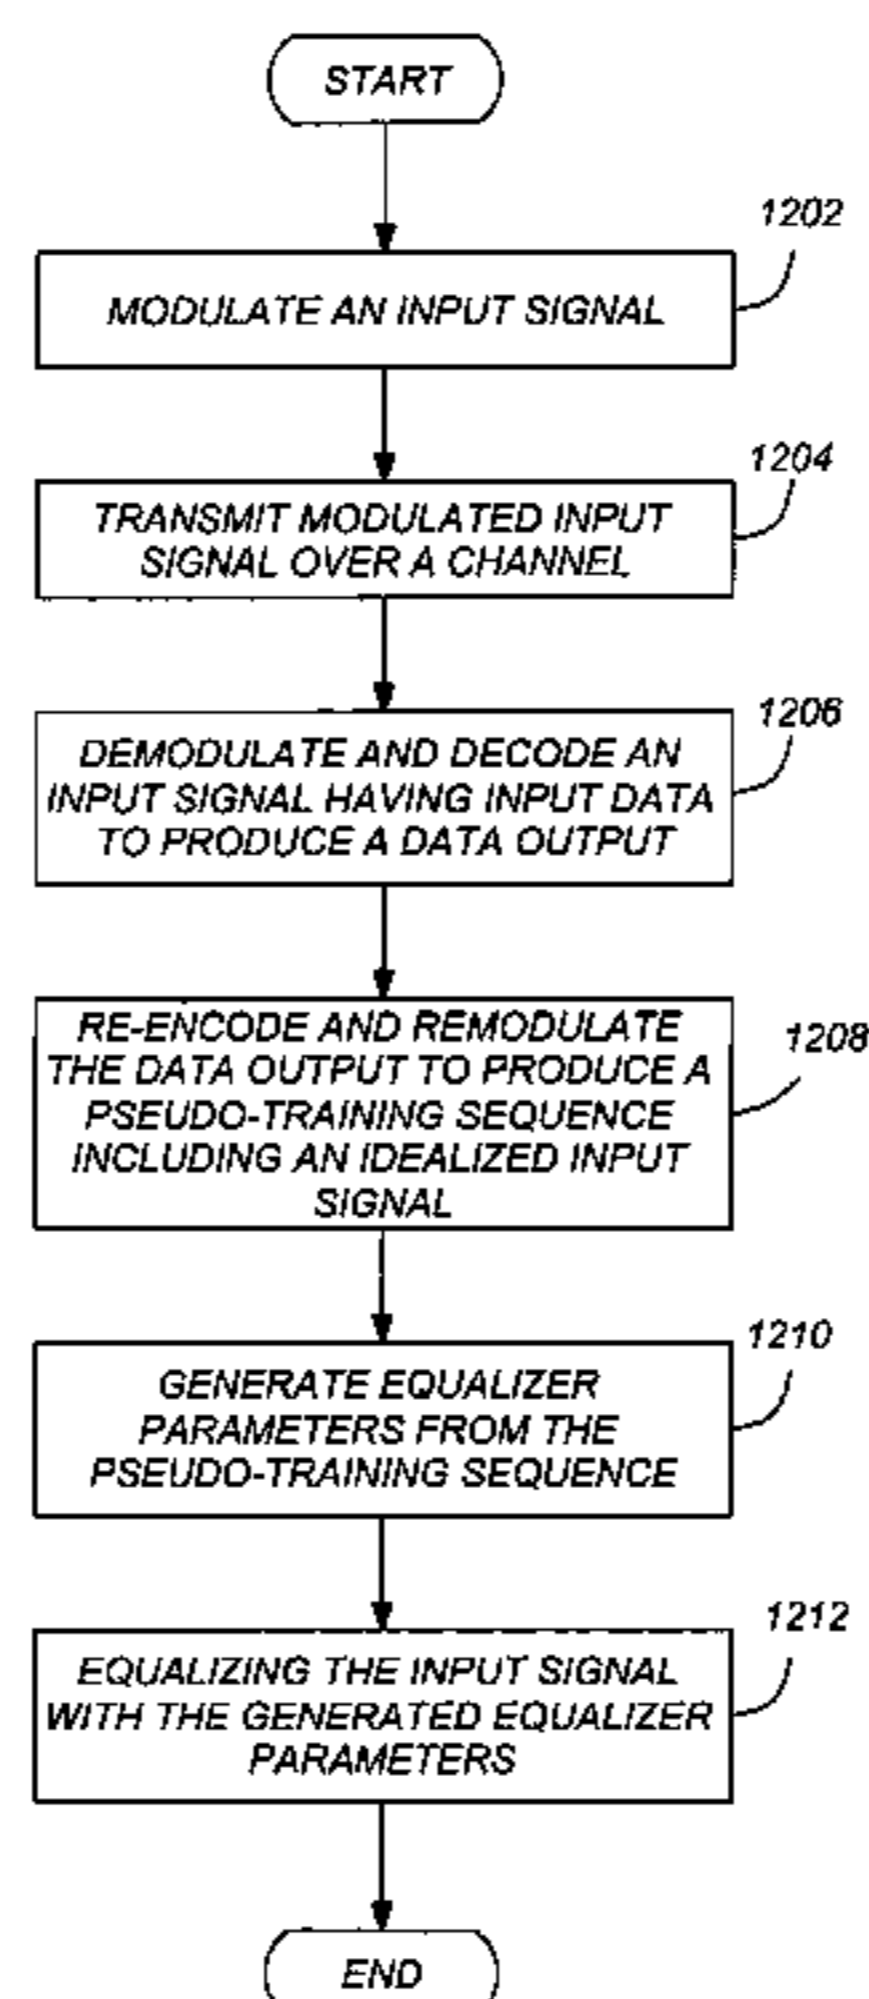 START
1202
MODULATE AN INPUT SIGNAL
1204
TRANSMIT MODULATED INPUT
SIGNAL OVER A CHANNEL
1206
DEMODULATE AND DECODE AN
INPUT SIGNAL HAVING INPUT DATA
TO PRODUCE A DATA OUTPUT
1208
RE-ENCODE AND REMODULATE
THE DATA OUTPUT TO PRODUCE A
PSEUDO-TRAINING SEQUENCE
INCLUDING AN IDEALIZED INPUT
SIGNAL
1210
GENERATE EQUALIZER
PARAMETERS FROM THE
PSEUDO-TRAINING SEQUENCE
1212
EQUALIZING THE INPUT SIGNAL
WITH THE GENERATED EQUALIZER
PARAMETERS
END